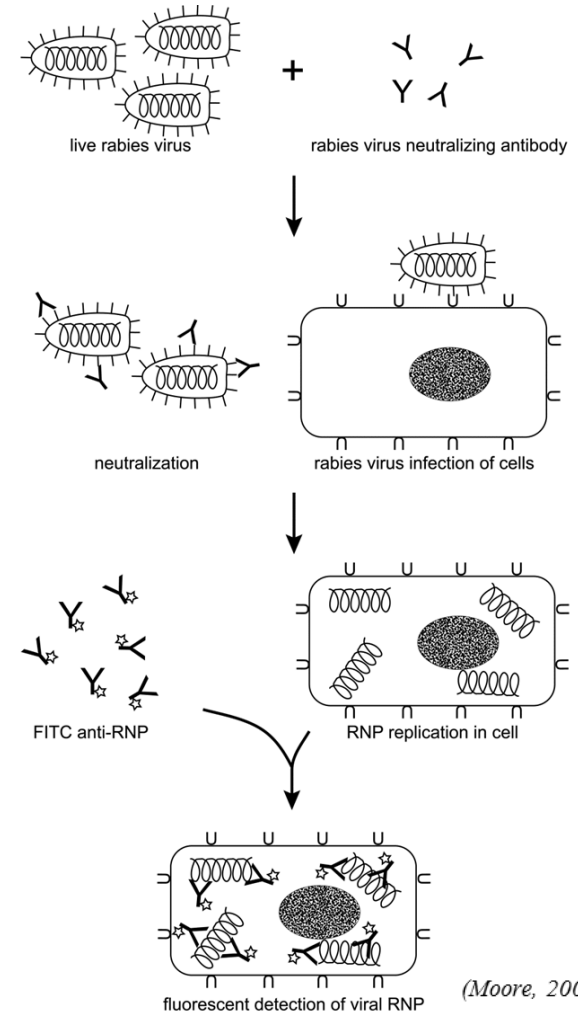 +
live rabies virus
rabies virus neutralizing antibody
neutralization
rabies virus infection of cells
FITC anti-RNP
RNP replication in cell
fluorescent detection of viral RNP
(Moore, 200